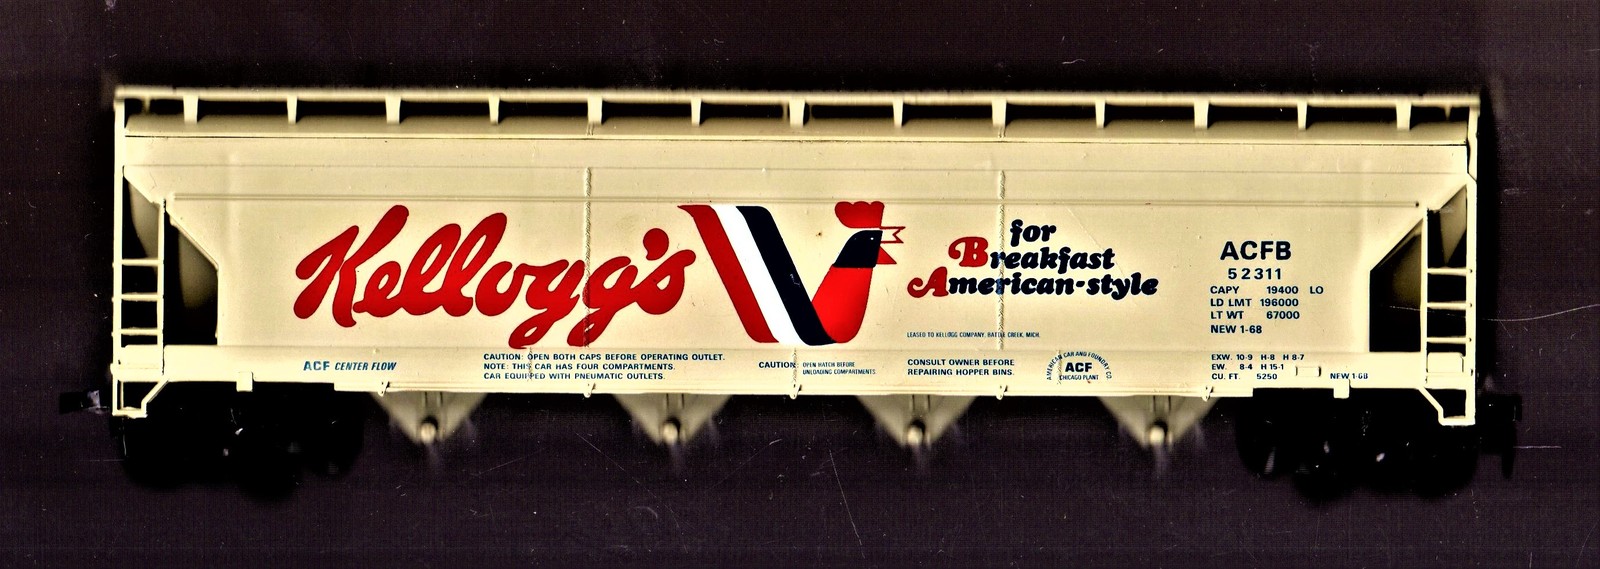 Kellogg's
for
Breakfast
American-style
LEASED TO KELLOGG COMPANY, BATTLE CREEK, MICH.
ACFB
52311
CAPY 19400 LO
LD LMT 196000
LT WT 67000
NEW 1-68
ACF CENTER FLOW
CAUTION: OPEN BOTH CAPS BEFORE OPERATING OUTLET.
NOTE: THIS CAR HAS FOUR COMPARTMENTS.
CAR EQUIPPED WITH PNEUMATIC OUTLETS.
CAUTION: OPEN HATCH BEFORE
UNLOADING COMPARTMENTS.
CONSULT OWNER BEFORE
REPAIRING HOPPER BINS.
AMERICAN CAR AND FOUNDRY CO.
ACF
CHICAGO PLANT
EXW. 10-9 H-8 H 8-7
EW. 8-4 H 15-1
CU. FT. 5250 NEW 1-68